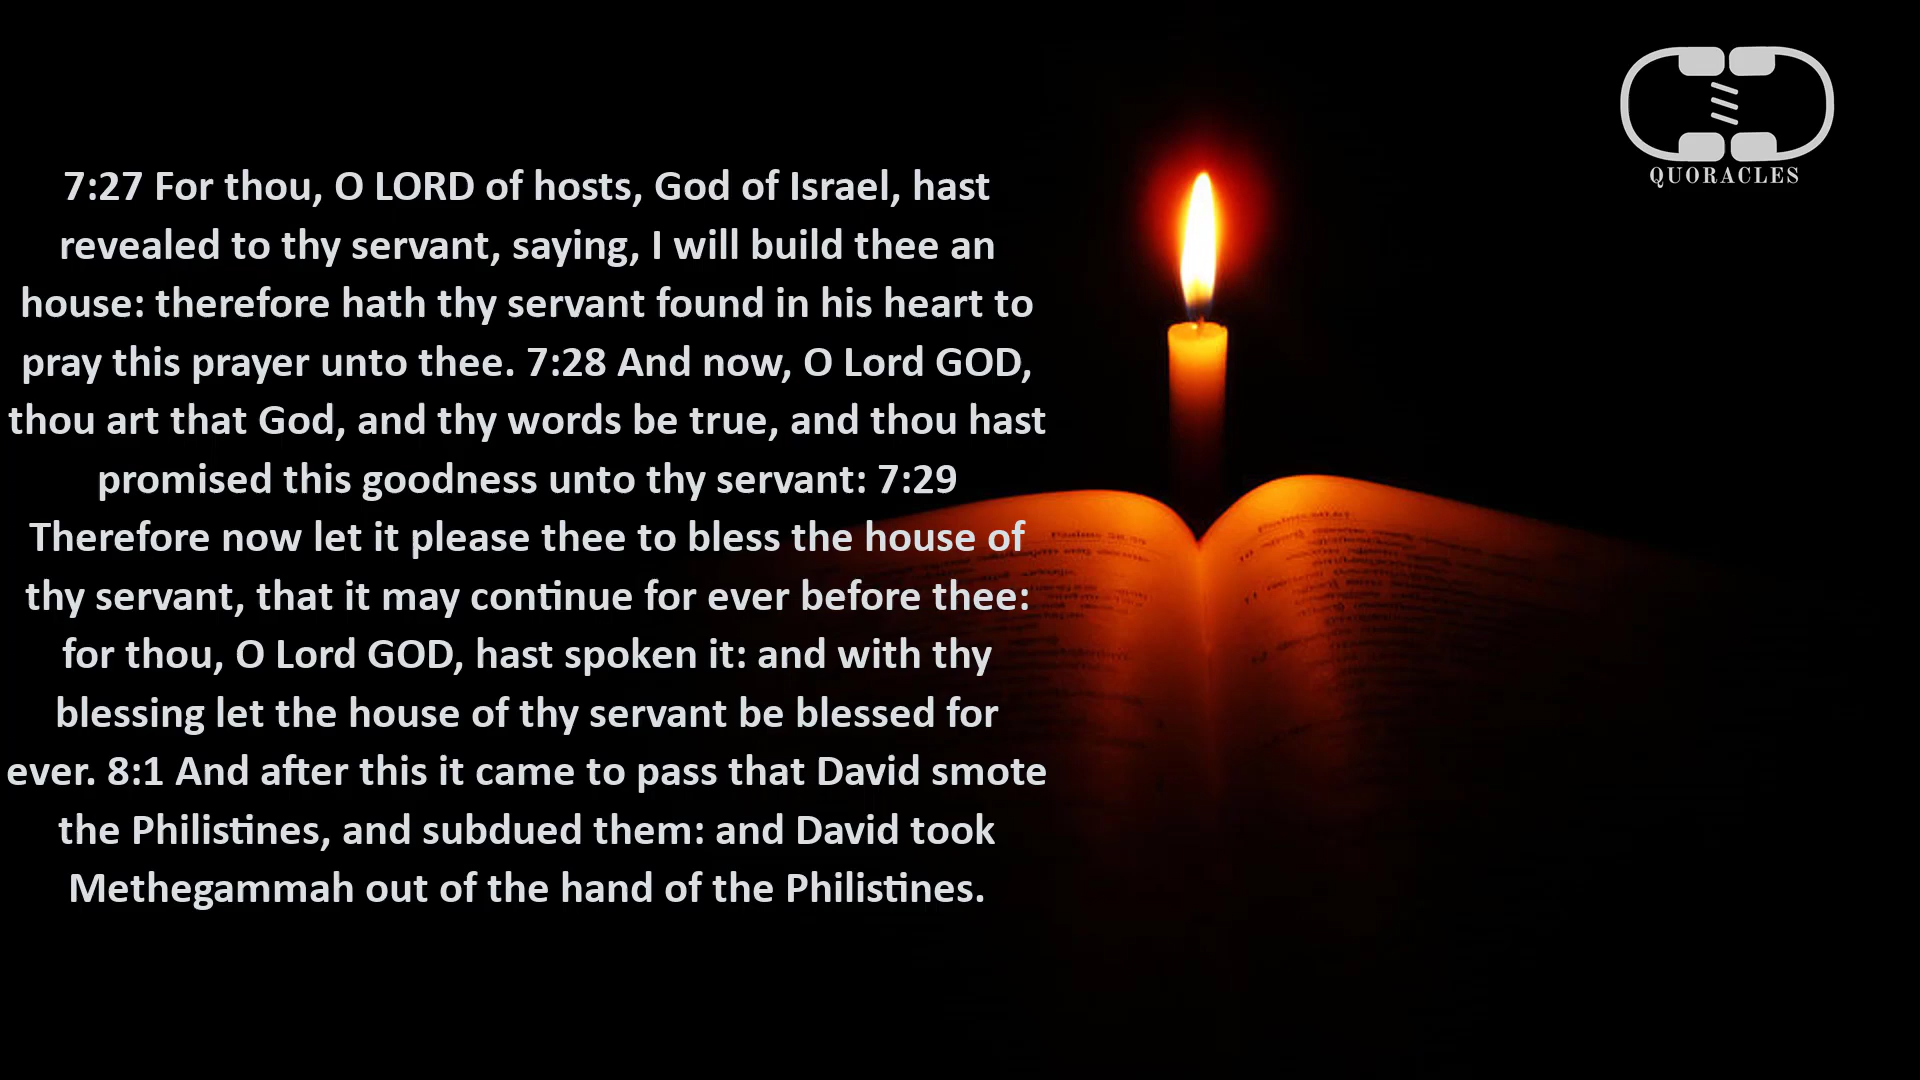 7:27 For thou, O LORD of hosts, God of Israel, hast
revealed to thy servant, saying, I will build thee an
house: therefore hath thy servant found in his heart to
pray this prayer unto thee. 7:28 And now, O Lord GOD,
thou art that God, and thy words be true, and thou hast
promised this goodness unto thy servant: 7:29
Therefore now let it please thee to bless the house of
thy servant, that it may continue for ever before thee:
for thou, O Lord GOD, hast spoken it: and with thy
blessing let the house of thy servant be blessed for
ever. 8:1 And after this it came to pass that David smote
the Philistines, and subdued them: and David took
Methegammah out of the hand of the Philistines.
QUORACLES